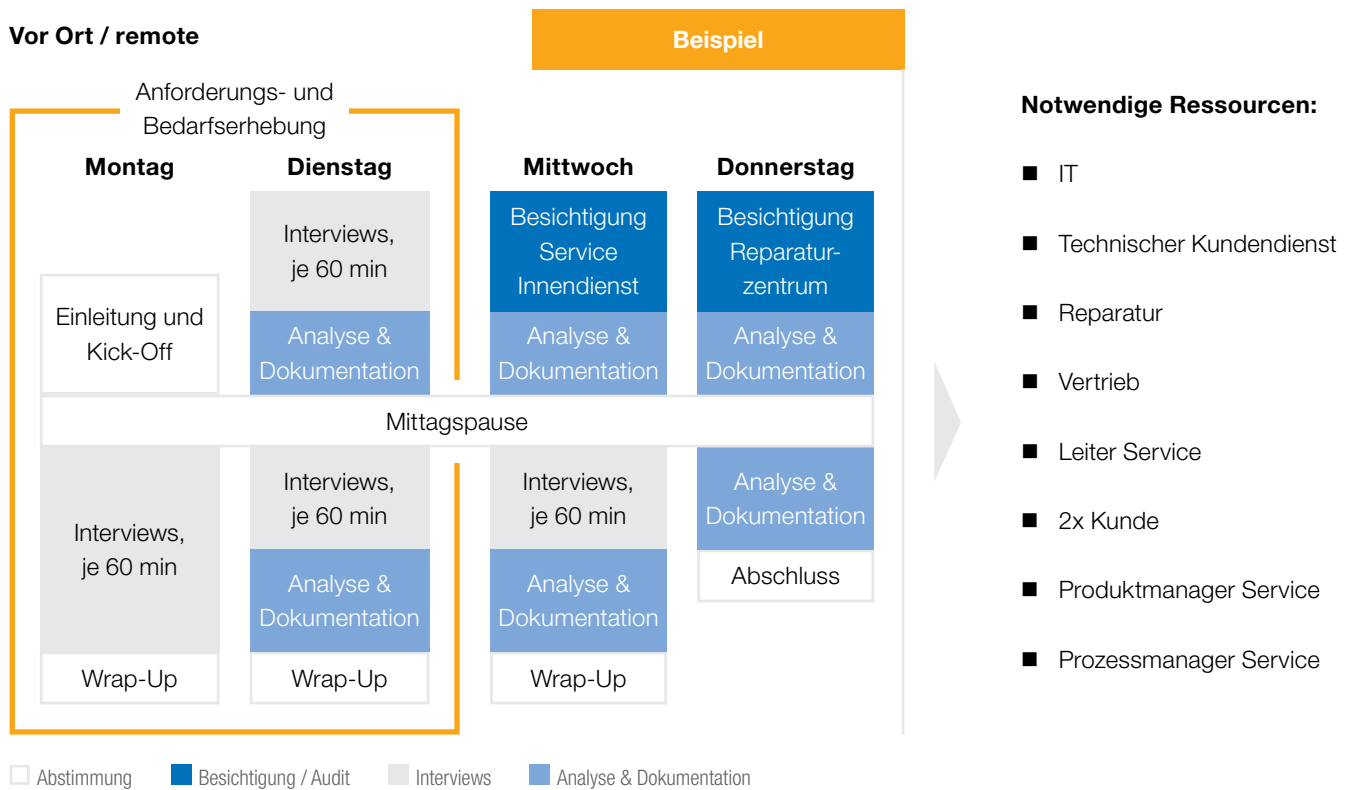 Vor Ort / remote
Beispiel
Anforderungs- und
Bedarfserhebung
Montag
Dienstag
Mittwoch
Donnerstag
Einleitung und
Kick-Off
Interviews,
je 60 min
Analyse &
Dokumentation
Besichtigung
Service
Innendienst
Analyse &
Dokumentation
Besichtigung
Reparatur-
zentrum
Analyse &
Dokumentation
Mittagspause
Interviews,
je 60 min
Wrap-Up
Interviews,
je 60 min
Analyse &
Dokumentation
Wrap-Up
Interviews,
je 60 min
Analyse &
Dokumentation
Wrap-Up
Analyse &
Dokumentation
Abschluss
Notwendige Ressourcen:
IT
Technischer Kundendienst
Reparatur
Vertrieb
Leiter Service
2x Kunde
Produktmanager Service
Prozessmanager Service
Abstimmung
Besichtigung / Audit
Interviews
Analyse & Dokumentation